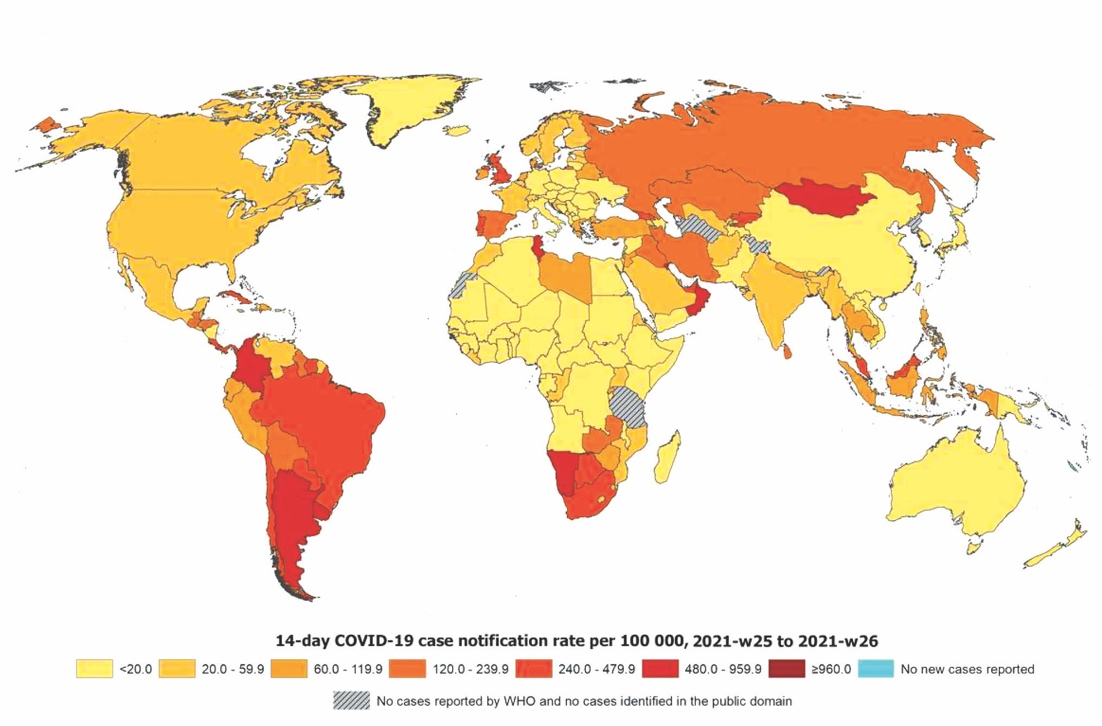 14-day COVID-19 case notification rate per 100 000, 2021-w25 to 2021-w26
<20.0 20.0 - 59.9 60.0 - 119.9 120.0 - 239.9 240.0 - 479.9 480.0 - 959.9 ≥960.0 No new cases reported
No cases reported by WHO and no cases identified in the public domain